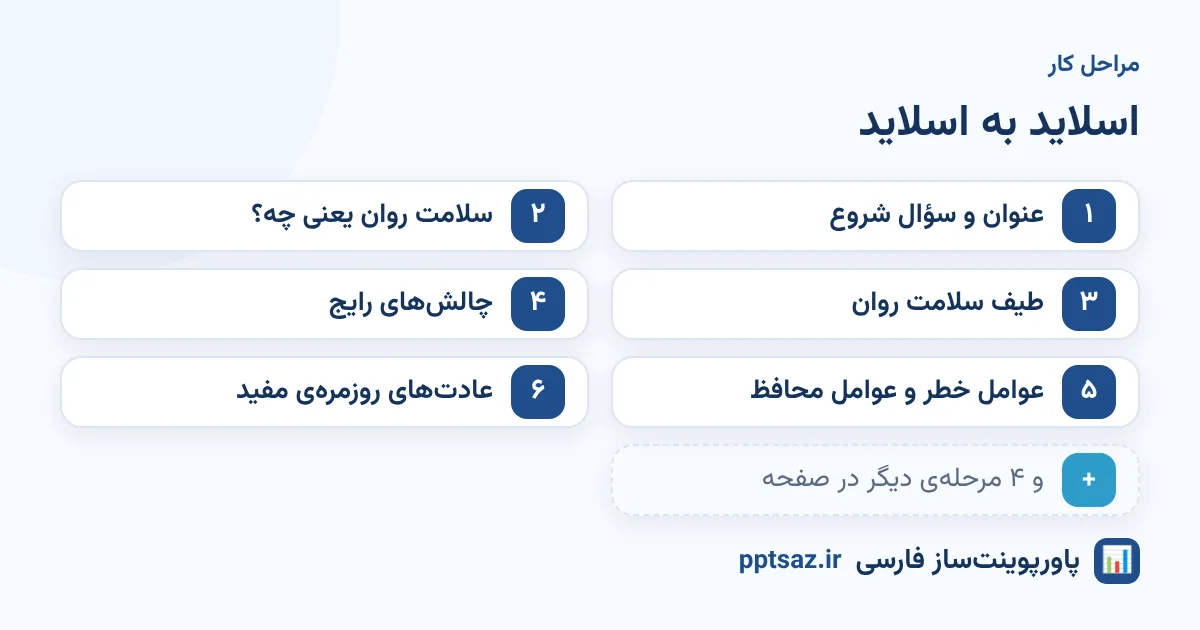 مراحل کار
اسلاید به اسلاید
۱ عنوان و سؤال شروع
۲ سلامت روان یعنی چه؟
۳ طیف سلامت روان
۴ چالش‌های رایج
۵ عوامل خطر و عوامل محافظ
۶ عادت‌های روزمره‌ی مفید
+ و ۴ مرحله‌ی دیگر در صفحه
پاورپوینت‌ساز فارسی pptsaz.ir